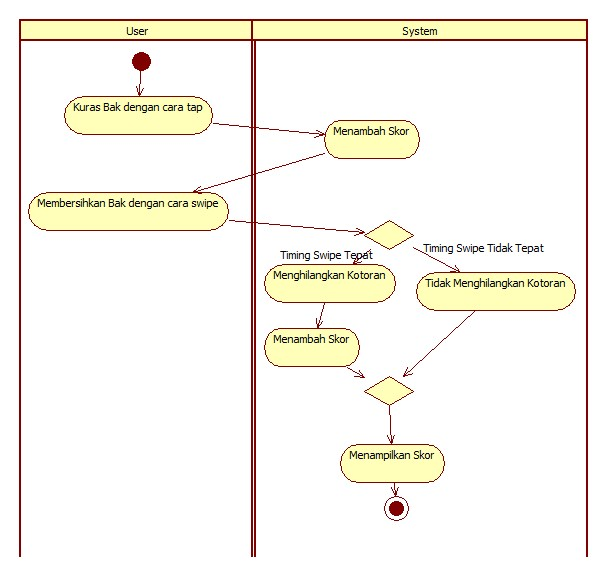 User
System
Kuras Bak dengan cara tap
Menambah Skor
Membersihkan Bak dengan cara swipe
Timing Swipe Tepat
Timing Swipe Tidak Tepat
Menghilangkan Kotoran
Tidak Menghilangkan Kotoran
Menambah Skor
Menampilkan Skor